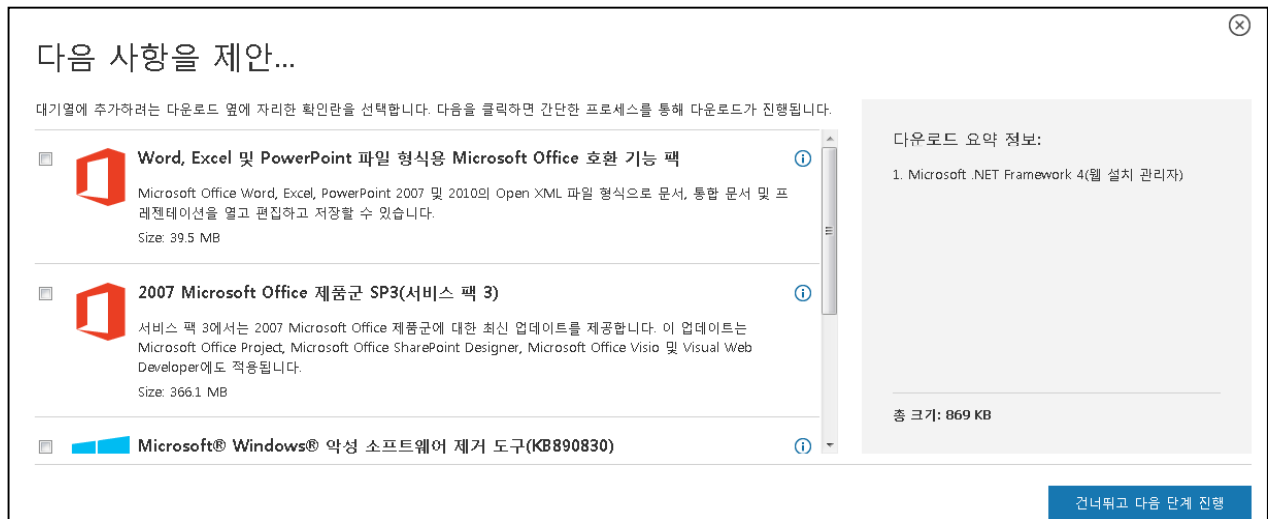 다음 사항을 제안...
대기열에 추가하려는 다운로드 옆에 자리한 확인란을 선택합니다. 다음을 클릭하면 간단한 프로세스를 통해 다운로드가 진행됩니다.
Word, Excel 및 PowerPoint 파일 형식용 Microsoft Office 호환 기능 팩
Microsoft Office Word, Excel, PowerPoint 2007 및 2010의 Open XML 파일 형식으로 문서, 통합 문서 및 프
레젠테이션을 열고 편집하고 저장할 수 있습니다.
Size: 39.5 MB
2007 Microsoft Office 제품군 SP3(서비스 팩 3)
서비스 팩 3에서는 2007 Microsoft Office 제품군에 대한 최신 업데이트를 제공합니다. 이 업데이트는
Microsoft Office Project, Microsoft Office SharePoint Designer, Microsoft Office Visio 및 Visual Web
Developer에도 적용됩니다.
Size: 366.1 MB
Microsoft® Windows® 악성 소프트웨어 제거 도구(KB890830)
다운로드 요약 정보:
1. Microsoft .NET Framework 4(웹 설치 관리자)
총 크기: 869 KB
건너뛰고 다음 단계 진행